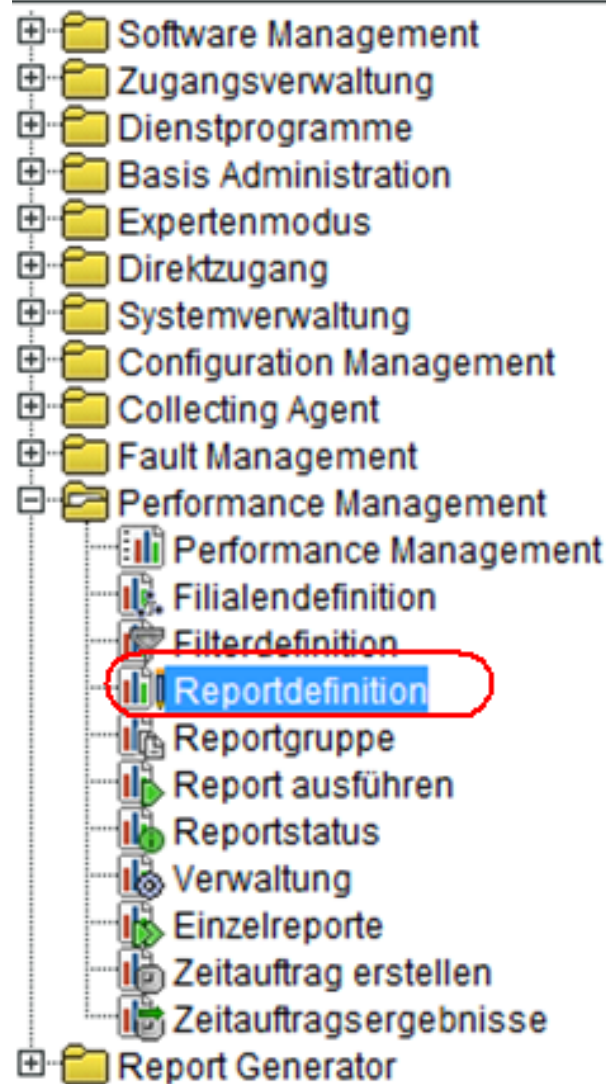 Software Management
Zugangsverwaltung
Dienstprogramme
Basis Administration
Expertenmodus
Direktzugang
Systemverwaltung
Configuration Management
Collecting Agent
Fault Management
Performance Management
Performance Management
Filialendefinition
Filterdefinition
Reportdefinition
Reportgruppe
Report ausführen
Reportstatus
Verwaltung
Einzelreporte
Zeitauftrag erstellen
Zeitauftragsergebnisse
Report Generator